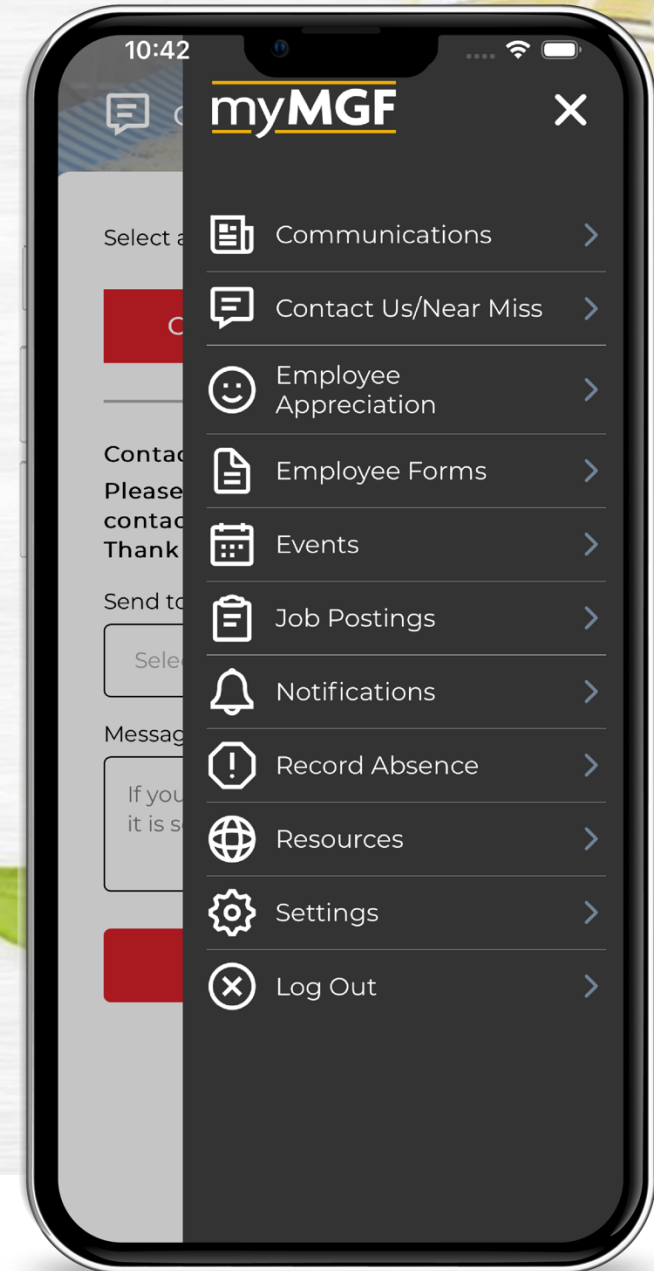 10:42
myMGF
Communications
Contact Us/Near Miss
Employee
Appreciation
Employee Forms
Events
Job Postings
Notifications
Record Absence
Resources
Settings
Log Out
Select
Contac
Please
contac
Thank
Send to
Sele
Messag
If you
it is s